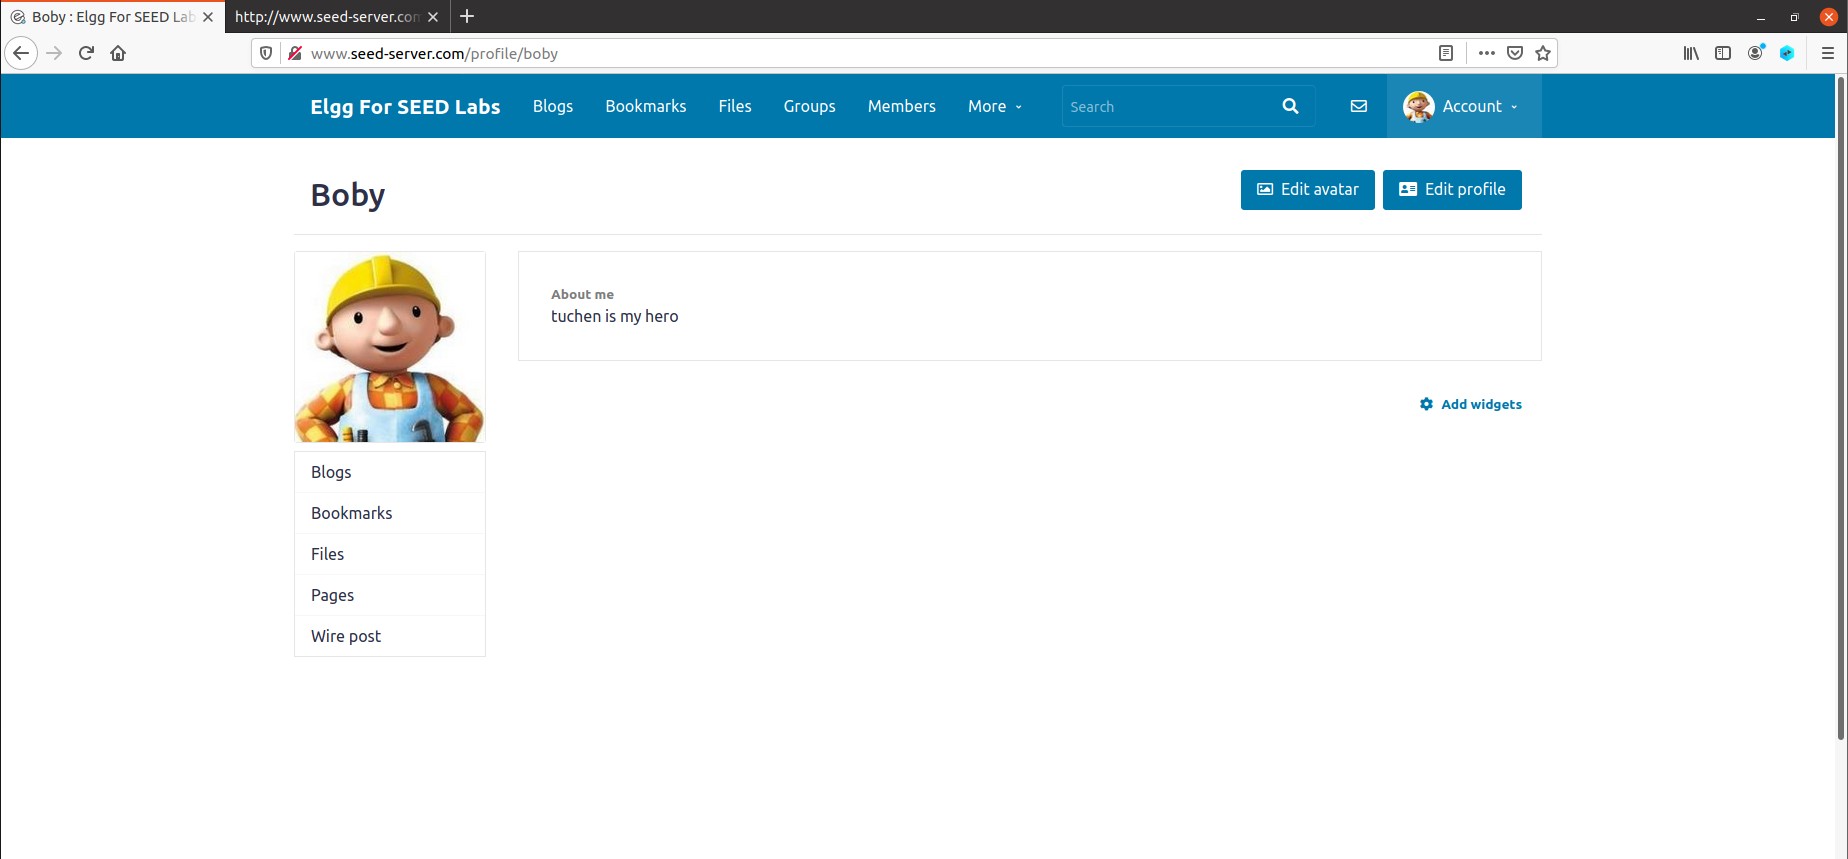 Boby : Elgg For SEED Lab
http://www.seed-server.com
www.seed-server.com/profile/boby
Elgg For SEED Labs Blogs Bookmarks Files Groups Members More Search Account
Boby
Edit avatar Edit profile
About me
tuchen is my hero
Add widgets
Blogs
Bookmarks
Files
Pages
Wire post